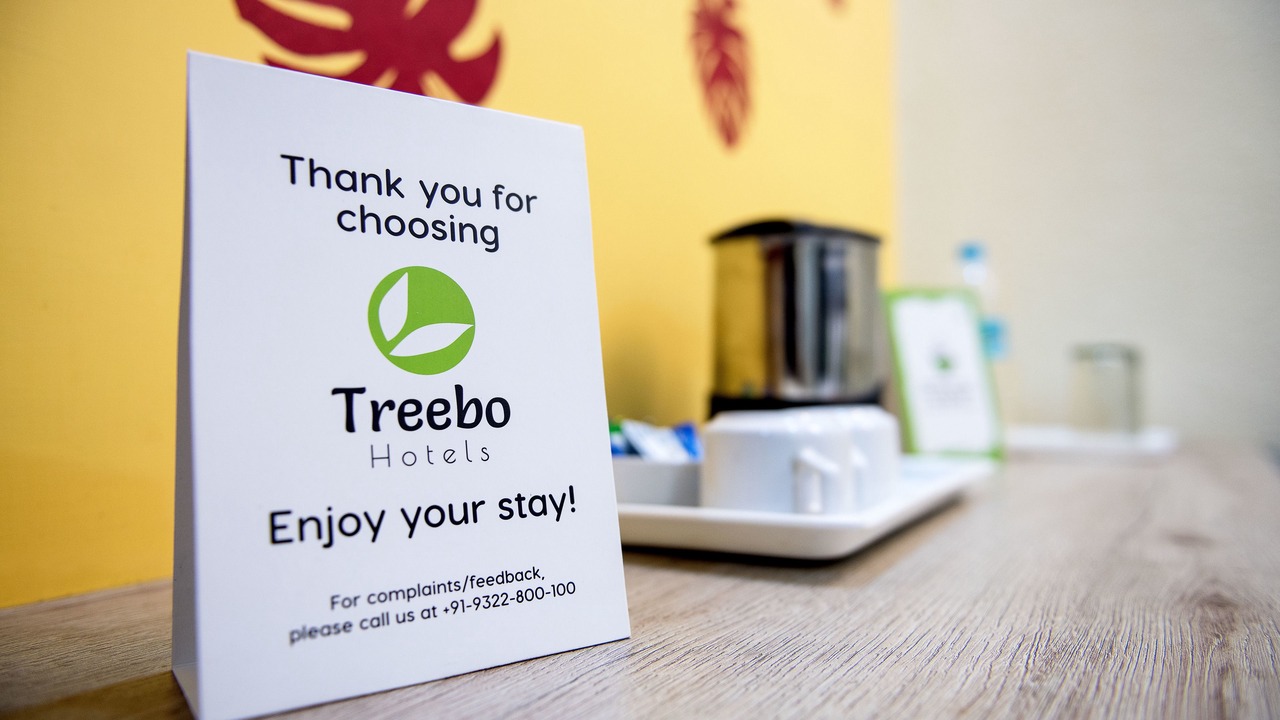 Thank you for
choosing
Treebo
Hotels
Enjoy your stay!
For complaints/feedback,
please call us at +91-9322-800-100